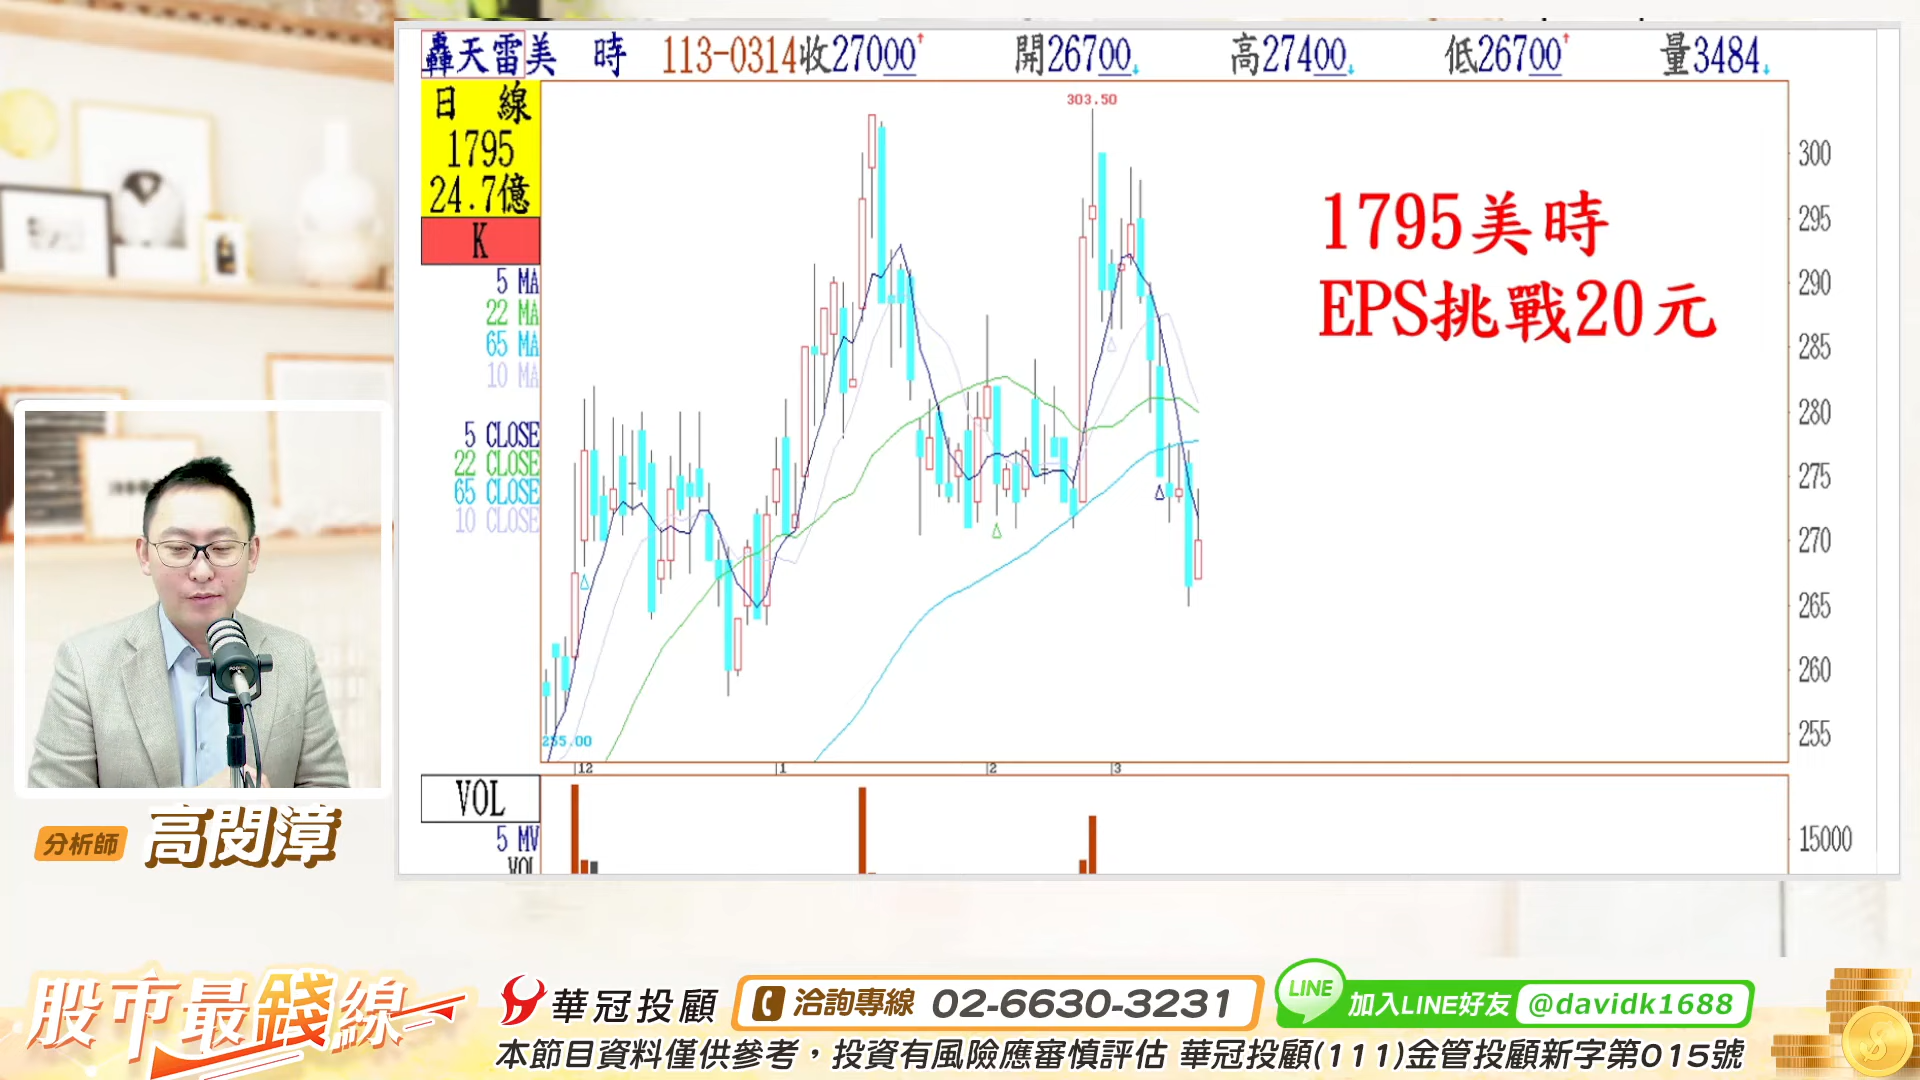 轟天雷美　時 113-0314收27000 開26700 高27400 低26700 量3484
日　線
1795
24.7億
K
5 MA
22 MA
65 MA
10 MA
5 CLOSE
22 CLOSE
65 CLOSE
10 CLOSE
303.50
300
295
290
285
280
275
270
265
260
255
1795美時
EPS挑戰20元
255.00
12
1
2
3
VOL
5 MV
VOL
15000
分析師 高閔漳
股市最錢線
華冠投顧
洽詢專線 02-6630-3231
LINE
加入LINE好友 @davidk1688
本節目資料僅供參考，投資有風險應審慎評估 華冠投顧(111)金管投顧新字第015號